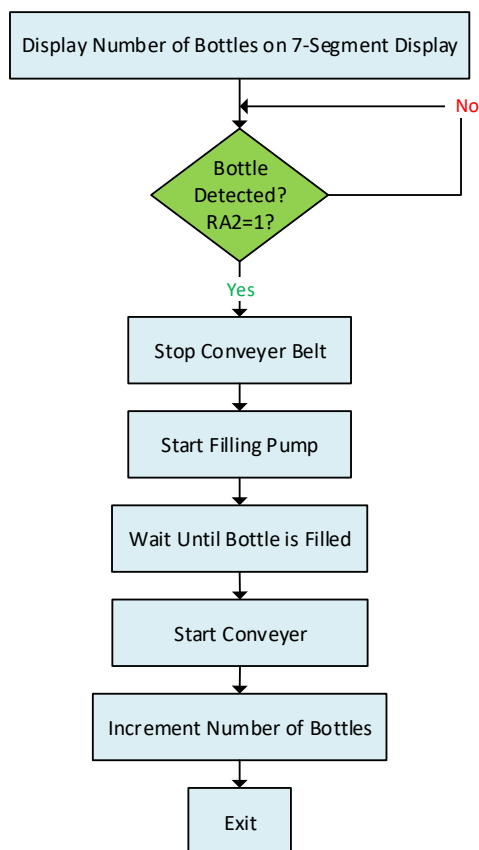 Display Number of Bottles on 7-Segment Display
No
Bottle
Detected?
RA2=1?
Yes
Stop Conveyer Belt
Start Filling Pump
Wait Until Bottle is Filled
Start Conveyer
Increment Number of Bottles
Exit